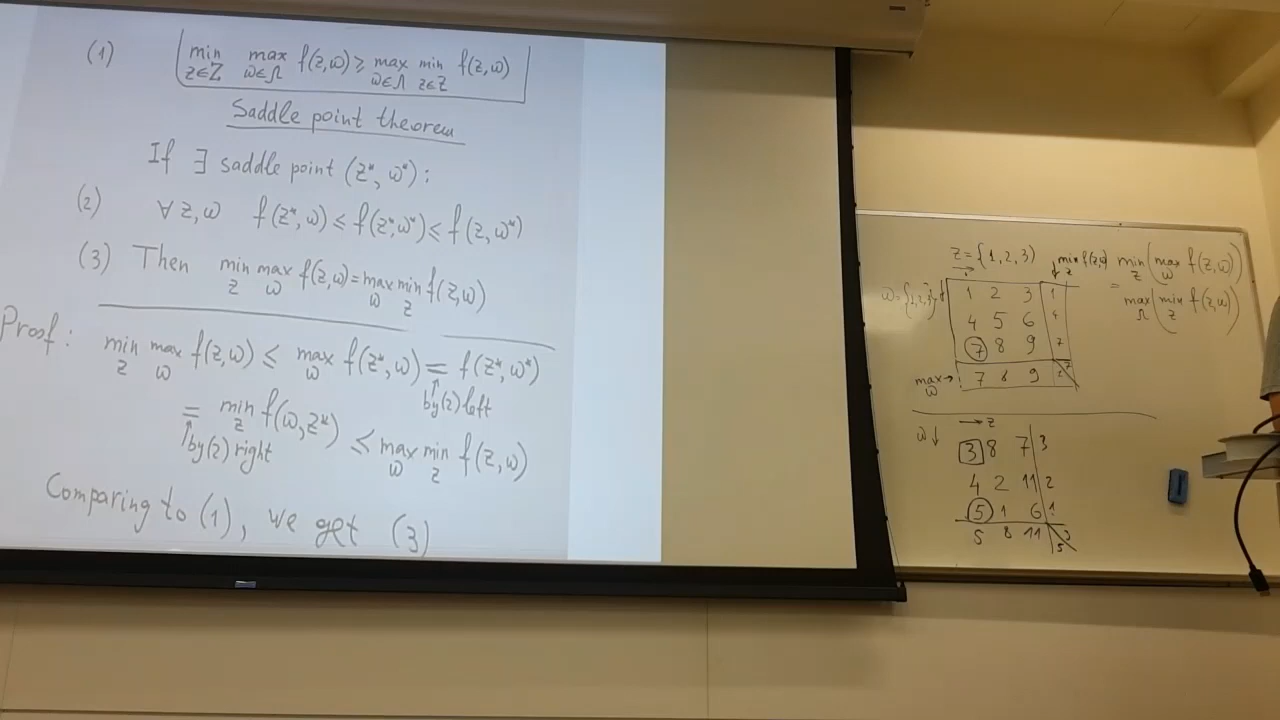 (1) min max f(z,ω) ⩾ max min f(z,ω)
z∈Z ω∈Ω ω∈Ω z∈Z
Saddle point theorem
If ∃ saddle point (z*, ω*):
(2) ∀ z,ω f(z*,ω) ≤ f(z*,ω*) ≤ f(z,ω*)
(3) Then min max f(z,ω) = max min f(z,ω)
z ω ω z
Proof: min max f(z,ω) ≤ max f(z*,ω) = f(z*,ω*)
z ω ω
by (2) left
= min f(ω,z*) ≤ max min f(z,ω)
z ω z
by (2) right
Comparing to (1), we get (3)
z = {1,2,3) ↓ min f(z,ω) min (max f(z,ω))
z z ω
= max (min f(z,ω))
Ω z
1 2 3 1
4 5 6 4
7 8 9 7
max → 7 8 9 7
ω
→ z
ω↓
3 8 7 3
4 2 11 2
5 1 6 1
5 8 11 5 3